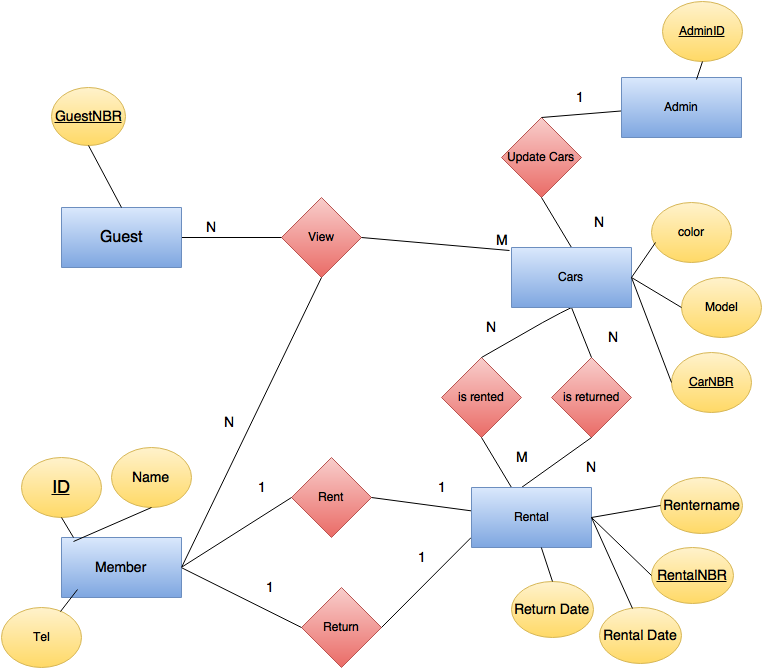 AdminID
1
Admin
GuestNBR
Update Cars
N
color
N
Guest
View
M
Cars
Model
N
N
CarNBR
is rented
is returned
N
M
N
ID
Name
1
Rent
1
Rental
Rentername
Member
1
1
RentalNBR
Return Date
Tel
Return
Rental Date